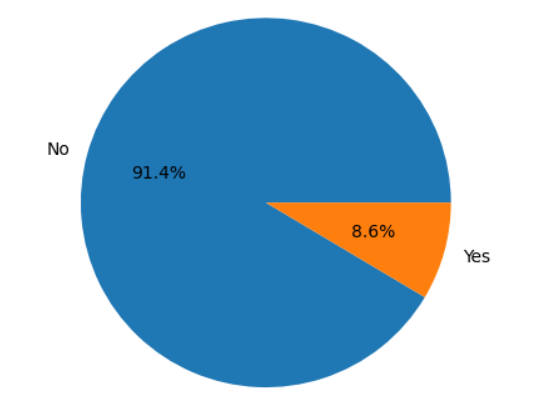 No
91.4%
8.6%
Yes